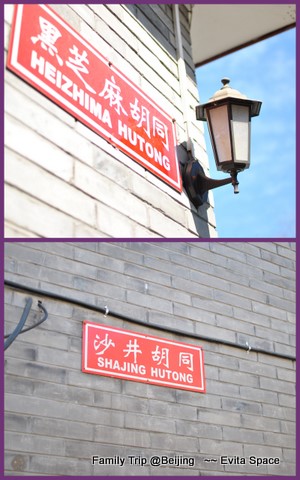 黑芝麻胡同
HEIZHIMA HUTONG
沙井胡同
SHAJING HUTONG
Family Trip @Beijing ~~ Evita Space